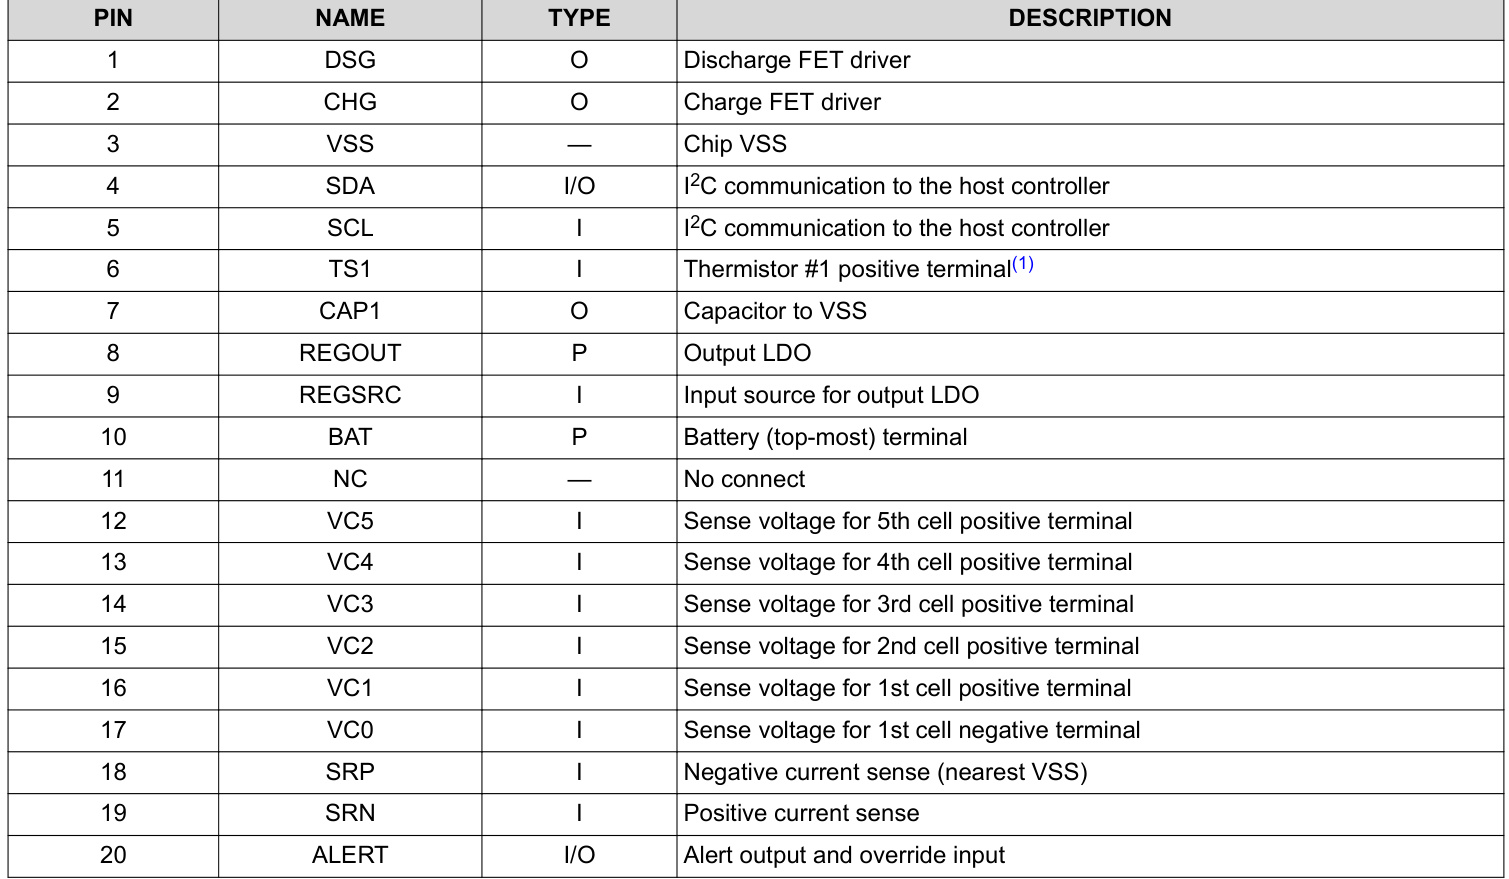 PIN NAME TYPE DESCRIPTION
1 DSG O Discharge FET driver
2 CHG O Charge FET driver
3 VSS — Chip VSS
4 SDA I/O I²C communication to the host controller
5 SCL I I²C communication to the host controller
6 TS1 I Thermistor #1 positive terminal(1)
7 CAP1 O Capacitor to VSS
8 REGOUT P Output LDO
9 REGSRC I Input source for output LDO
10 BAT P Battery (top-most) terminal
11 NC — No connect
12 VC5 I Sense voltage for 5th cell positive terminal
13 VC4 I Sense voltage for 4th cell positive terminal
14 VC3 I Sense voltage for 3rd cell positive terminal
15 VC2 I Sense voltage for 2nd cell positive terminal
16 VC1 I Sense voltage for 1st cell positive terminal
17 VC0 I Sense voltage for 1st cell negative terminal
18 SRP I Negative current sense (nearest VSS)
19 SRN I Positive current sense
20 ALERT I/O Alert output and override input